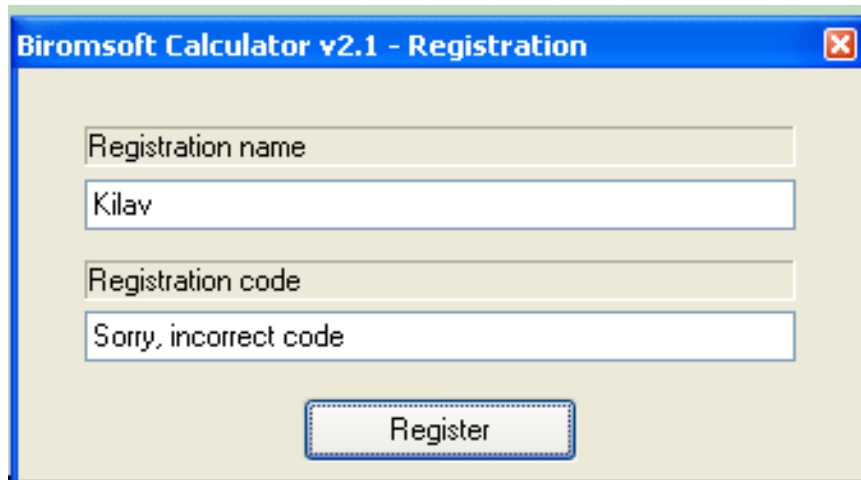 Biromsoft Calculator v2.1 - Registration
Registration name
Kilav
Registration code
Sorry, incorrect code
Register